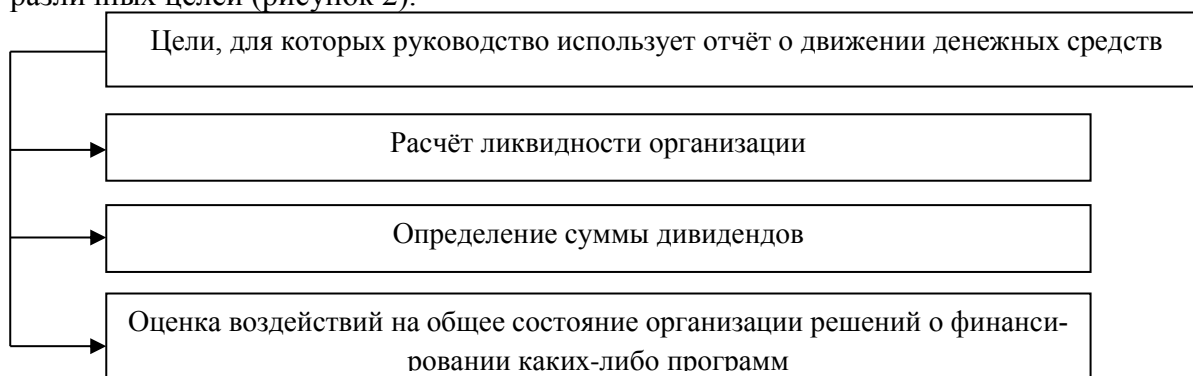 различных целей (рисунок 2).
Цели, для которых руководство использует отчёт о движении денежных средств
Расчёт ликвидности организации
Определение суммы дивидендов
Оценка воздействий на общее состояние организации решений о финанси-
ровании каких-либо программ